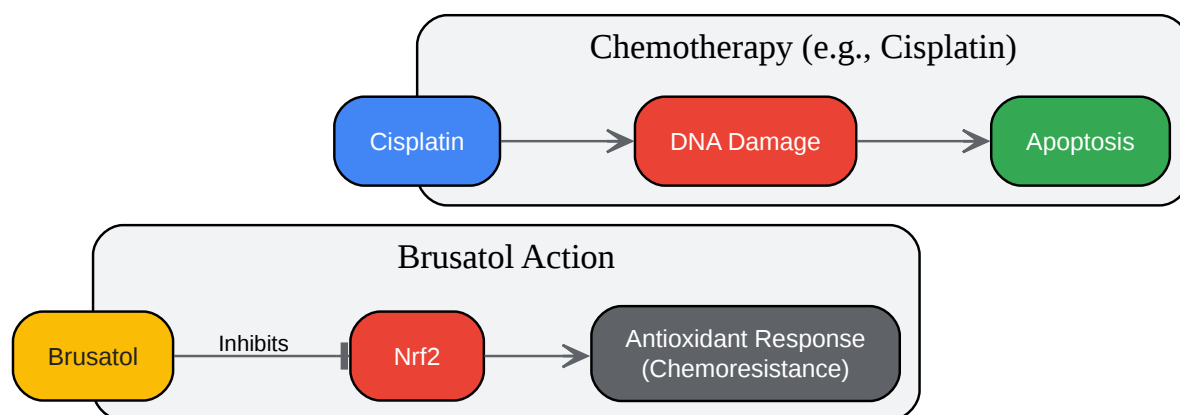 Chemotherapy (e.g., Cisplatin)
Cisplatin
DNA Damage
Apoptosis
Brusatol Action
Brusatol
Inhibits
Nrf2
Antioxidant Response
(Chemoresistance)